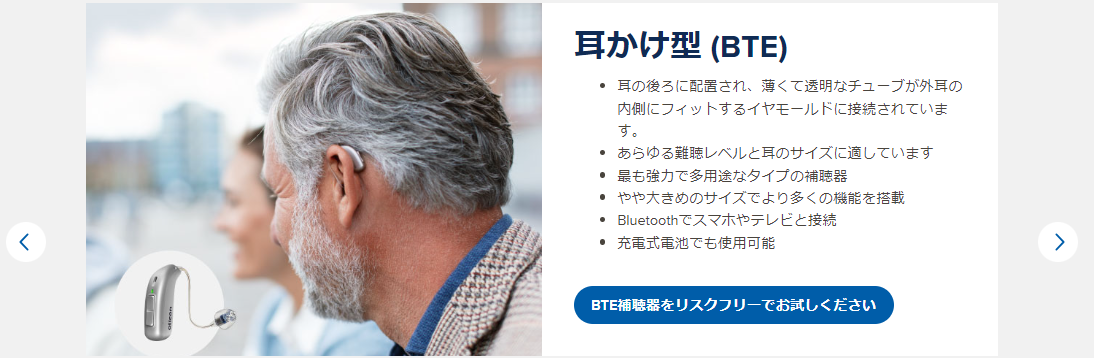 耳かけ型 (BTE)
• 耳の後ろに配置され、薄くて透明なチューブが外耳の
内側にフィットするイヤモールドに接続されていま
す。
• あらゆる難聴レベルと耳のサイズに適しています
• 最も強力で多用途なタイプの補聴器
• やや大きめのサイズでより多くの機能を搭載
• Bluetoothでスマホやテレビと接続
• 充電式電池でも使用可能
BTE補聴器をリスクフリーでお試しください
oticon